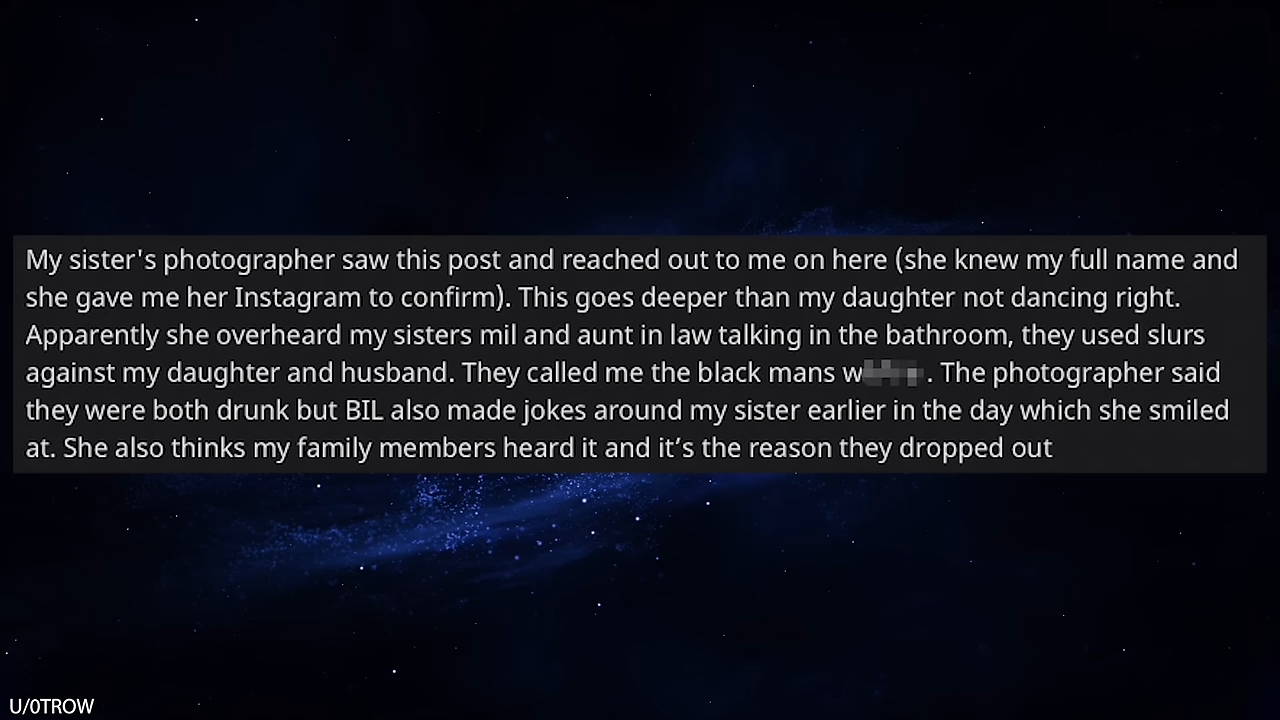 My sister's photographer saw this post and reached out to me on here (she knew my full name and
she gave me her Instagram to confirm). This goes deeper than my daughter not dancing right.
Apparently she overheard my sisters mil and aunt in law talking in the bathroom, they used slurs
against my daughter and husband. They called me the black mans w . The photographer said
they were both drunk but BIL also made jokes around my sister earlier in the day which she smiled
at. She also thinks my family members heard it and it’s the reason they dropped out
U/0TROW